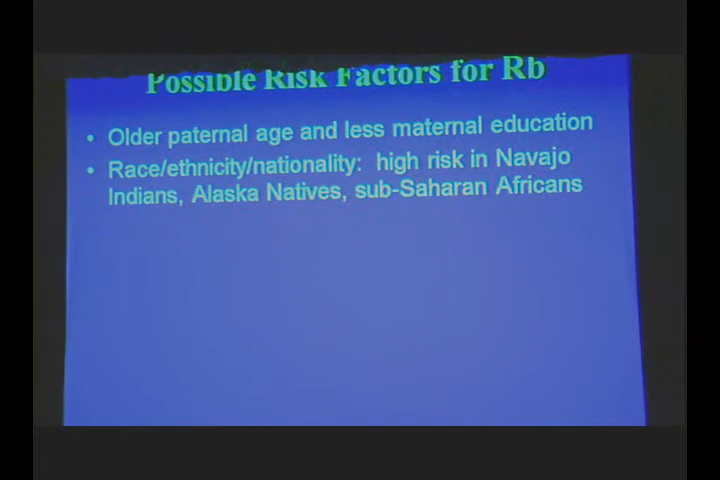 Possible Risk Factors for Rb
• Older paternal age and less maternal education
• Race/ethnicity/nationality: high risk in Navajo
Indians, Alaska Natives, sub-Saharan Africans